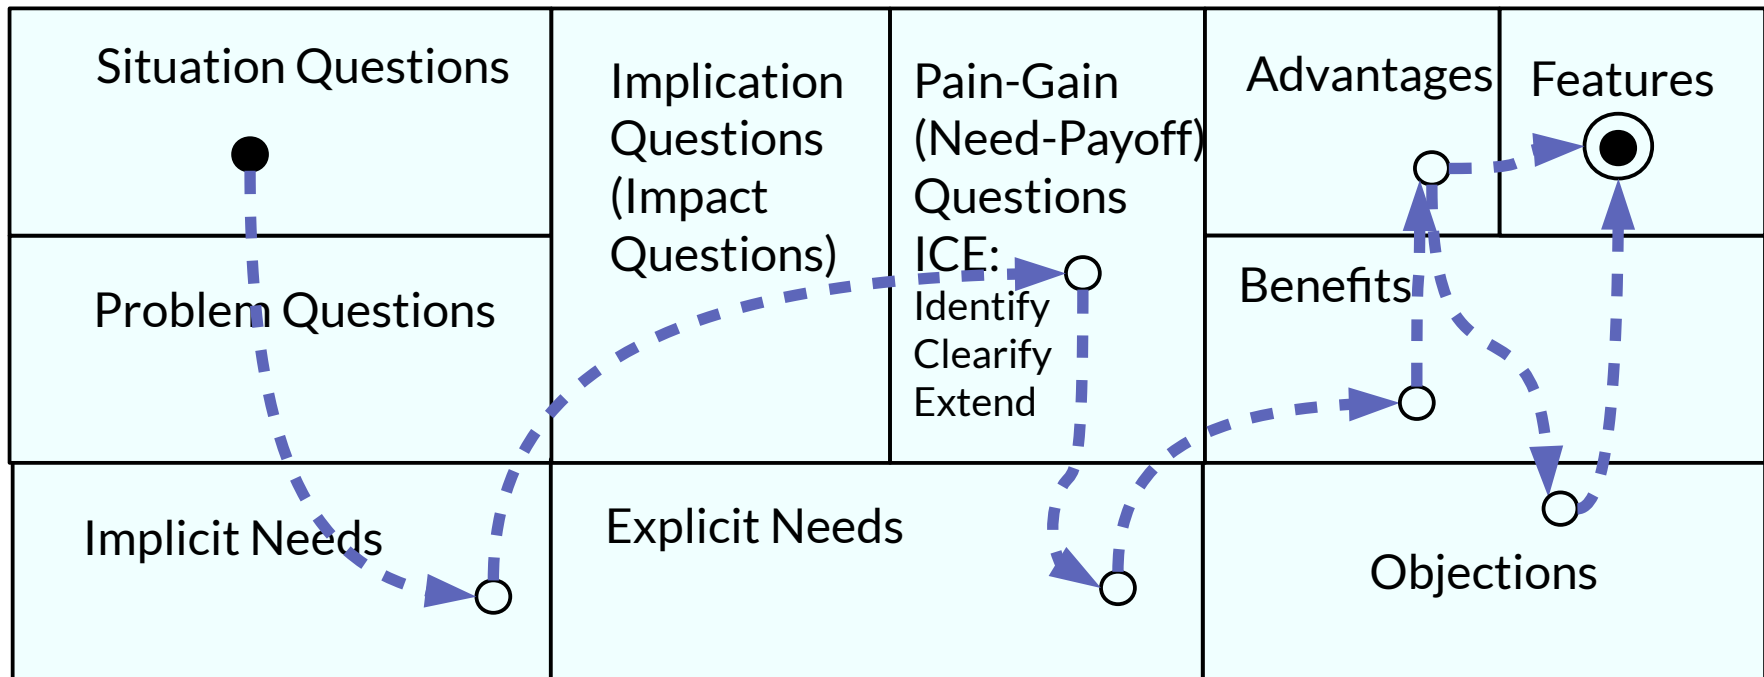 Situation Questions
Problem Questions
Implicit Needs
Implication
Questions
(Impact
Questions)
Pain-Gain
(Need-Payoff)
Questions
ICE:
Identify
Clearify
Extend
Explicit Needs
Advantages
Features
Benefits
Objections